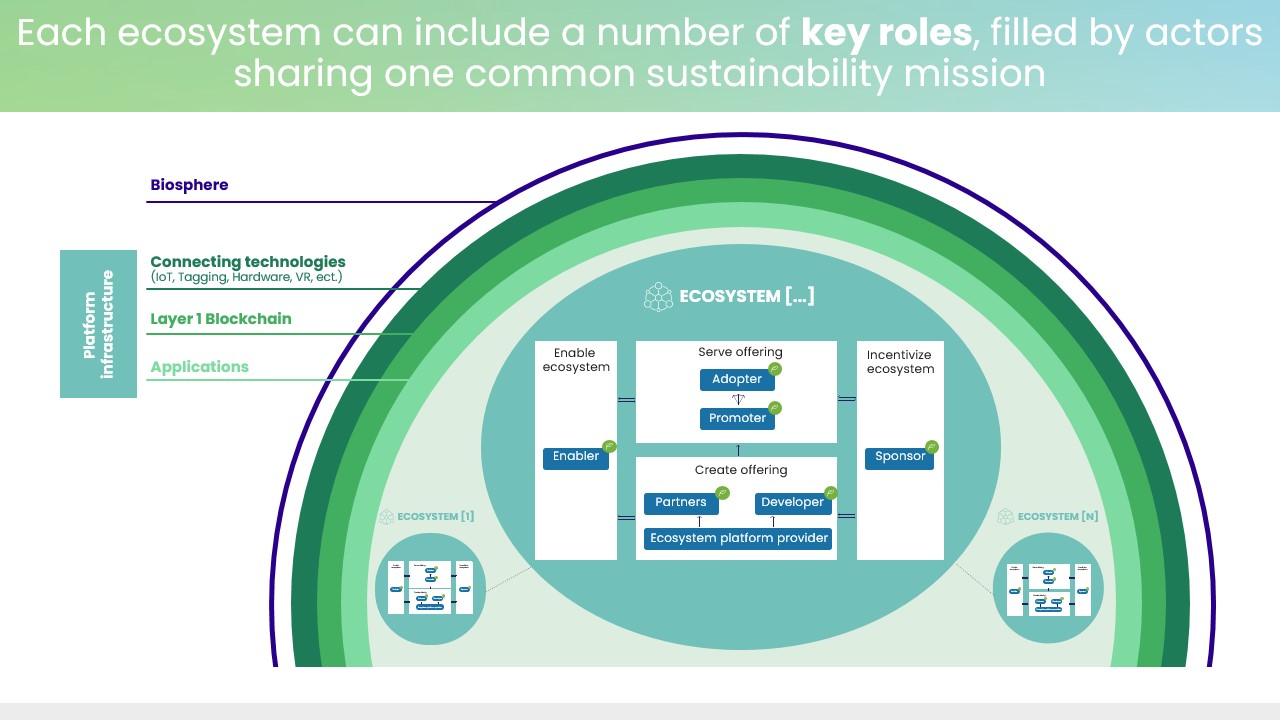 Each ecosystem can include a number of key roles, filled by actors
sharing one common sustainability mission
Biosphere
Platform
infrastructure
Connecting technologies
(IoT, Tagging, Hardware, VR, ect.)
Layer 1 Blockchain
Applications
ECOSYSTEM [...]
Enable
ecosystem
Enabler
Serve offering
Adopter
Promoter
Create offering
Partners
Developer
Ecosystem platform provider
Incentivize
ecosystem
Sponsor
ECOSYSTEM [1]
ECOSYSTEM [N]